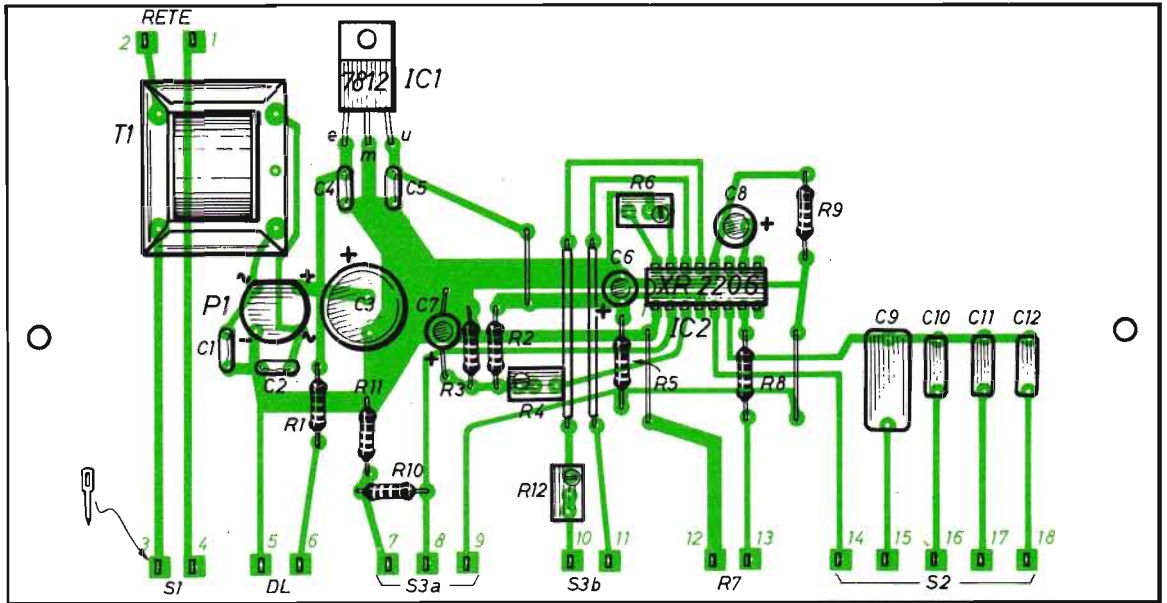 RETE
2 1
7812 IC1
T1
e m u
C4 C5
R6 C8 +
R9
C6
~ + + XR 2206
P1 C3 C7 IC2
+
C9 C10 C11 C12
C1 - ~ R2
+
C2 R3 R5 R8
R11 R4
R1
R10 R12
3 4 5 6 7 8 9 10 11 12 13 14 15 16 17 18
S1 DL S3a S3b R7 S2